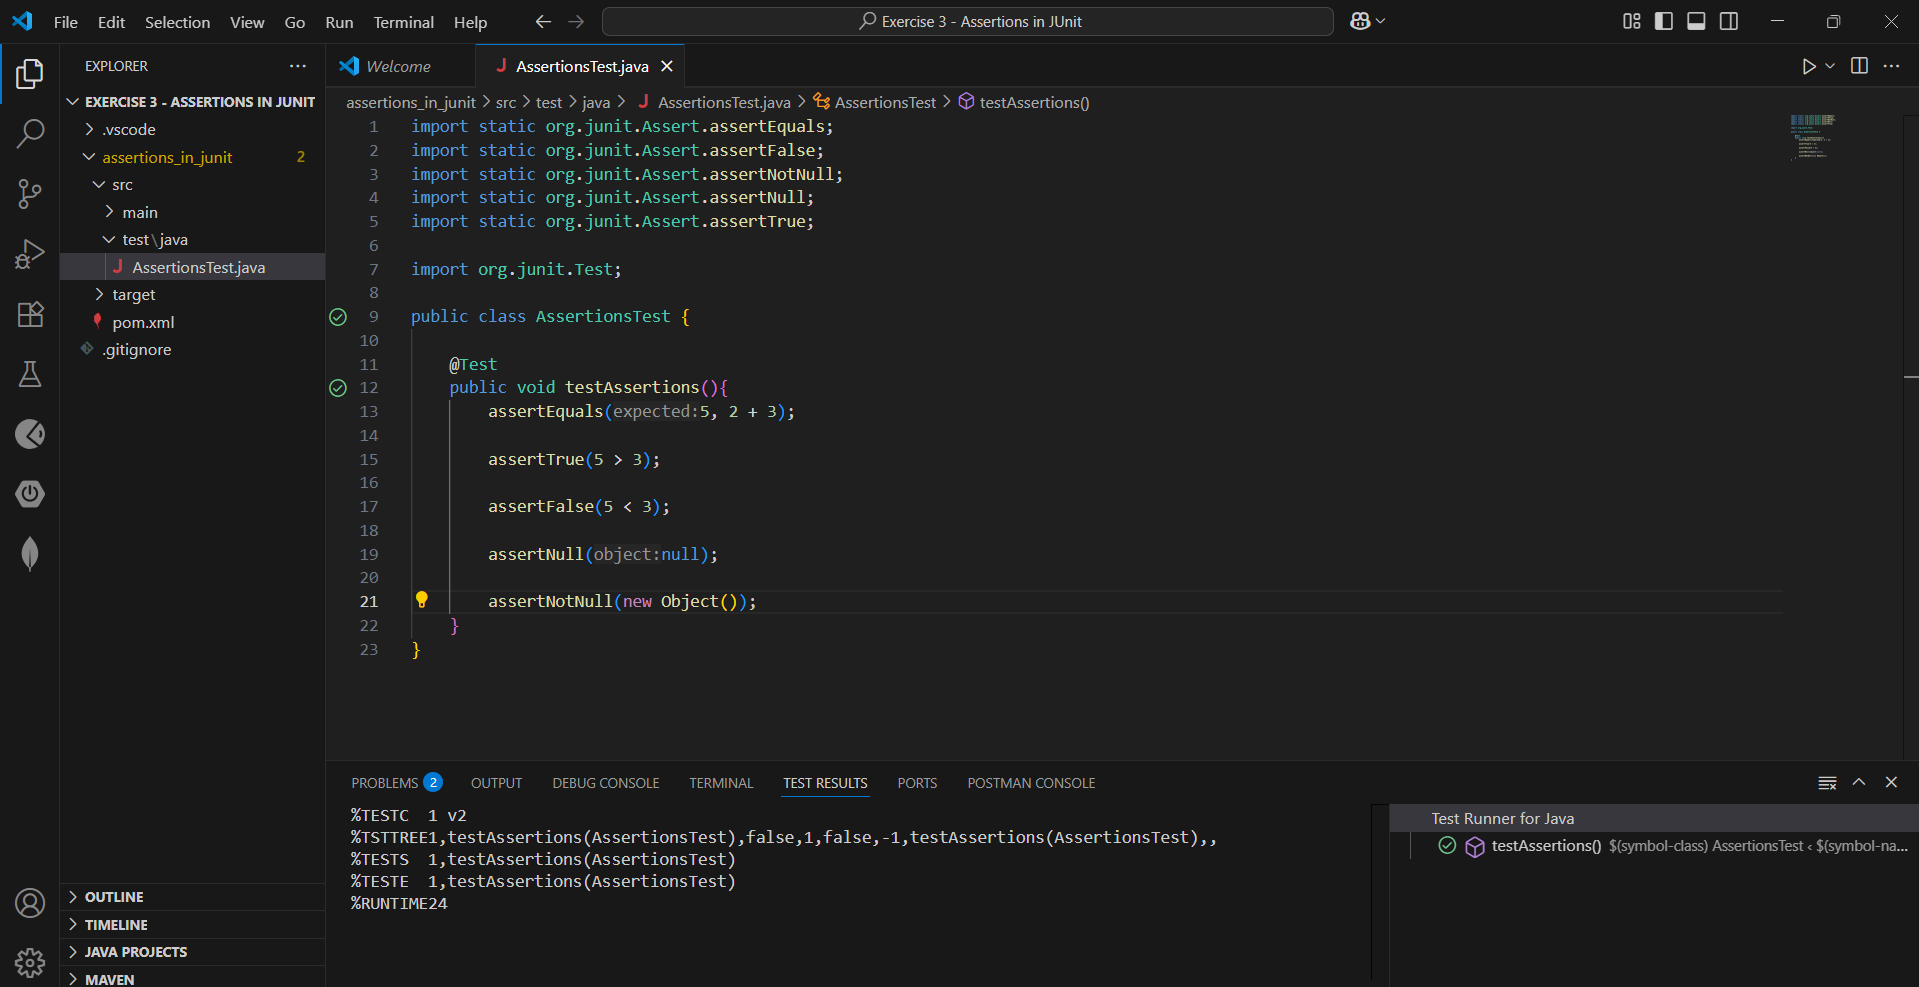 File Edit Selection View Go Run Terminal Help
Exercise 3 - Assertions in JUnit
EXPLORER
EXERCISE 3 - ASSERTIONS IN JUNIT
.vscode
assertions_in_junit 2
src
main
test\java
AssertionsTest.java
target
pom.xml
.gitignore
OUTLINE
TIMELINE
JAVA PROJECTS
MAVEN
Welcome
AssertionsTest.java
assertions_in_junit > src > test > java > AssertionsTest.java > AssertionsTest > testAssertions()
1 import static org.junit.Assert.assertEquals;
2 import static org.junit.Assert.assertFalse;
3 import static org.junit.Assert.assertNotNull;
4 import static org.junit.Assert.assertNull;
5 import static org.junit.Assert.assertTrue;
6
7 import org.junit.Test;
8
9 public class AssertionsTest {
10
11 @Test
12 public void testAssertions(){
13 assertEquals(expected:5, 2 + 3);
14
15 assertTrue(5 > 3);
16
17 assertFalse(5 < 3);
18
19 assertNull(object:null);
20
21 assertNotNull(new Object());
22 }
23 }
PROBLEMS 2 OUTPUT DEBUG CONSOLE TERMINAL TEST RESULTS PORTS POSTMAN CONSOLE
%TESTC 1 v2
%TSTTREE1,testAssertions(AssertionsTest),false,1,false,-1,testAssertions(AssertionsTest),,
%TESTS 1,testAssertions(AssertionsTest)
%TESTE 1,testAssertions(AssertionsTest)
%RUNTIME24
Test Runner for Java
testAssertions() $(symbol-class) AssertionsTest < $(symbol-na...